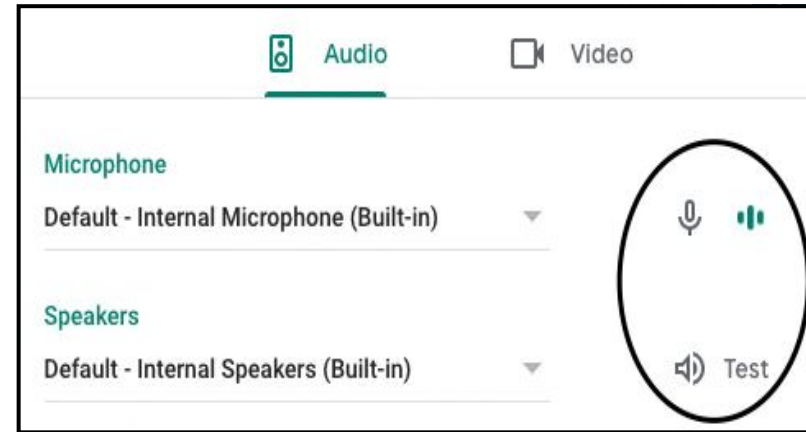 Audio Video
Microphone
Default - Internal Microphone (Built-in)
Speakers
Default - Internal Speakers (Built-in)
Test